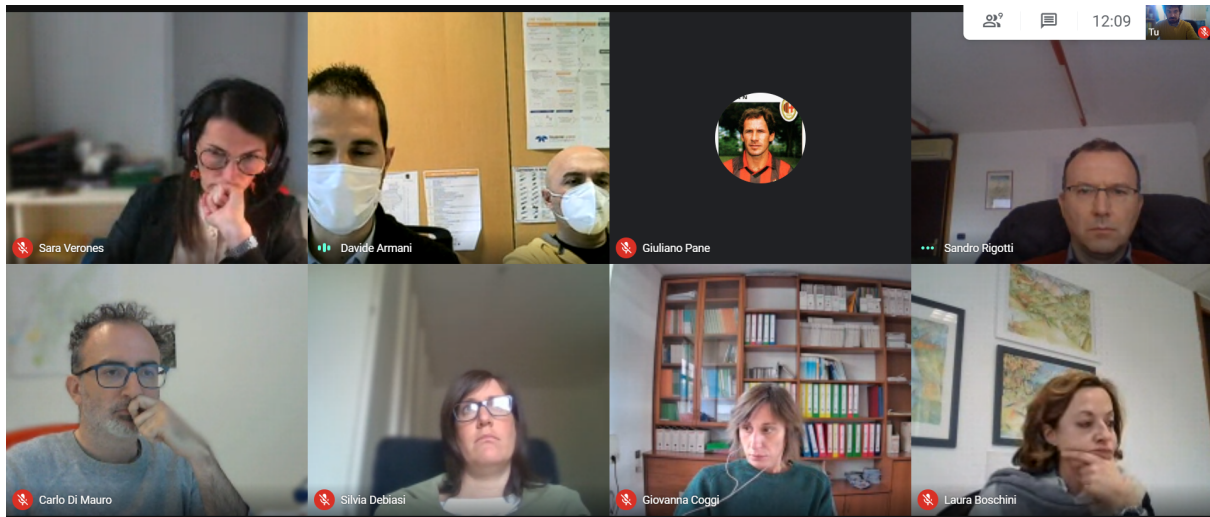 9
12:09
Tu
Sara Verones
Davide Armani
Giuliano Pane
Sandro Rigotti
Carlo Di Mauro
Silvia Debiasi
Giovanna Coggi
Laura Boschini